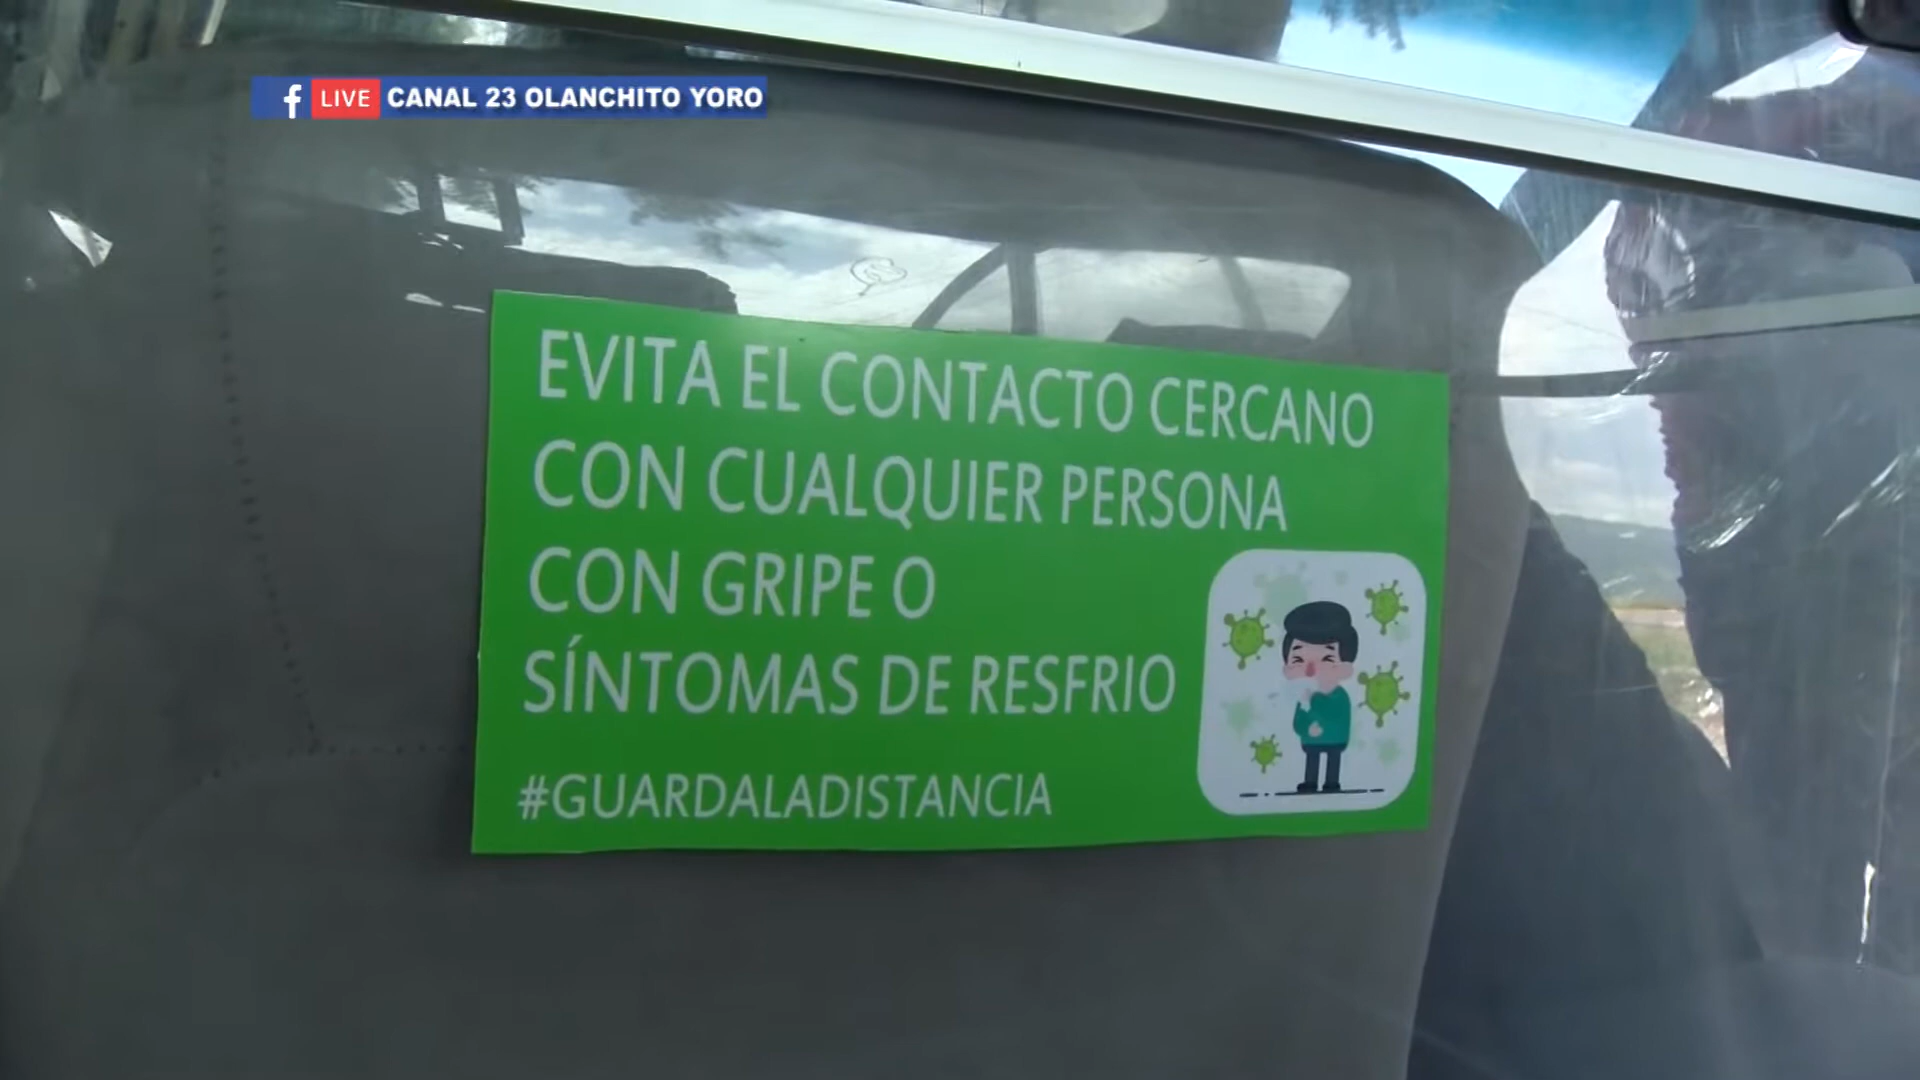 f LIVE CANAL 23 OLANCHITO YORO
EVITA EL CONTACTO CERCANO
CON CUALQUIER PERSONA
CON GRIPE O
SÍNTOMAS DE RESFRIO
#GUARDALADISTANCIA